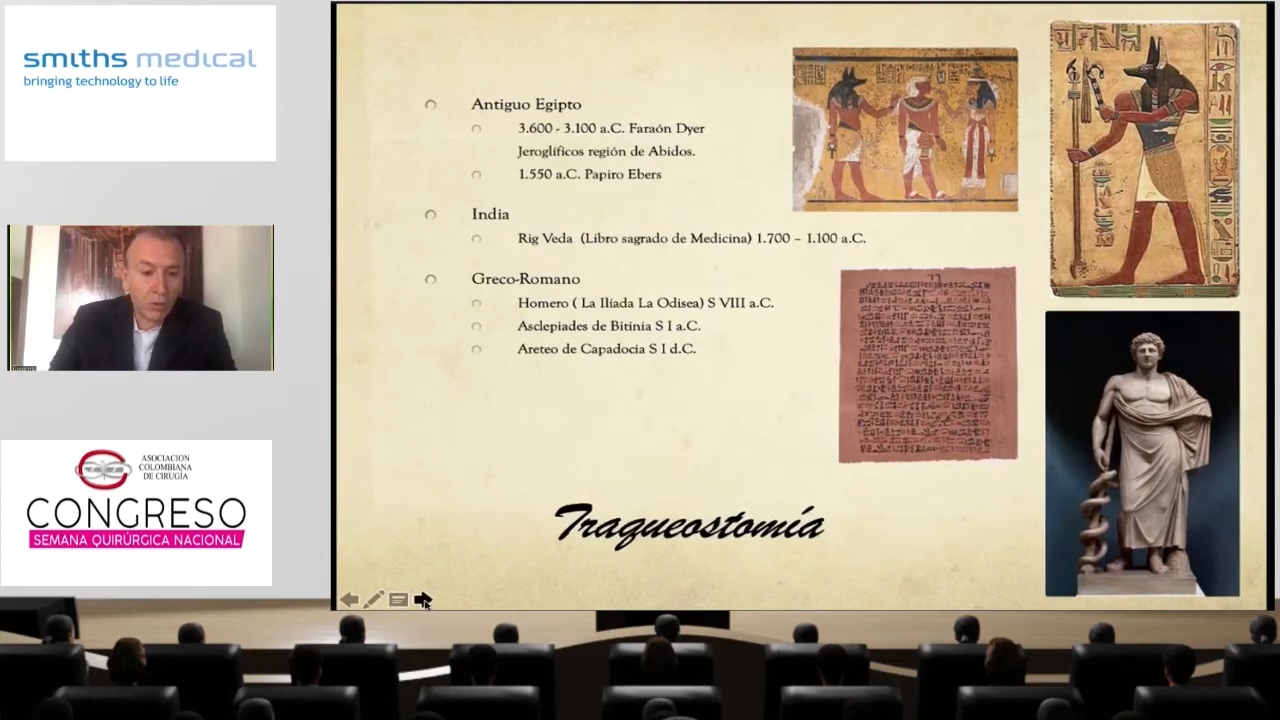 smiths medical
bringing technology to life
Antiguo Egipto
3.600 - 3.100 a.C. Faraón Dyer
Jeroglíficos región de Abidos.
1.550 a.C. Papiro Ebers
India
Rig Veda (Libro sagrado de Medicina) 1.700 – 1.100 a.C.
Greco-Romano
Homero ( La Ilíada La Odisea) S VIII a.C.
Asclepiades de Bitinia S I a.C.
Areteo de Capadocia S I d.C.
Traqueostomía
ASOCIACION
COLOMBIANA
DE CIRUGÍA
CONGRESO
SEMANA QUIRÚRGICA NACIONAL